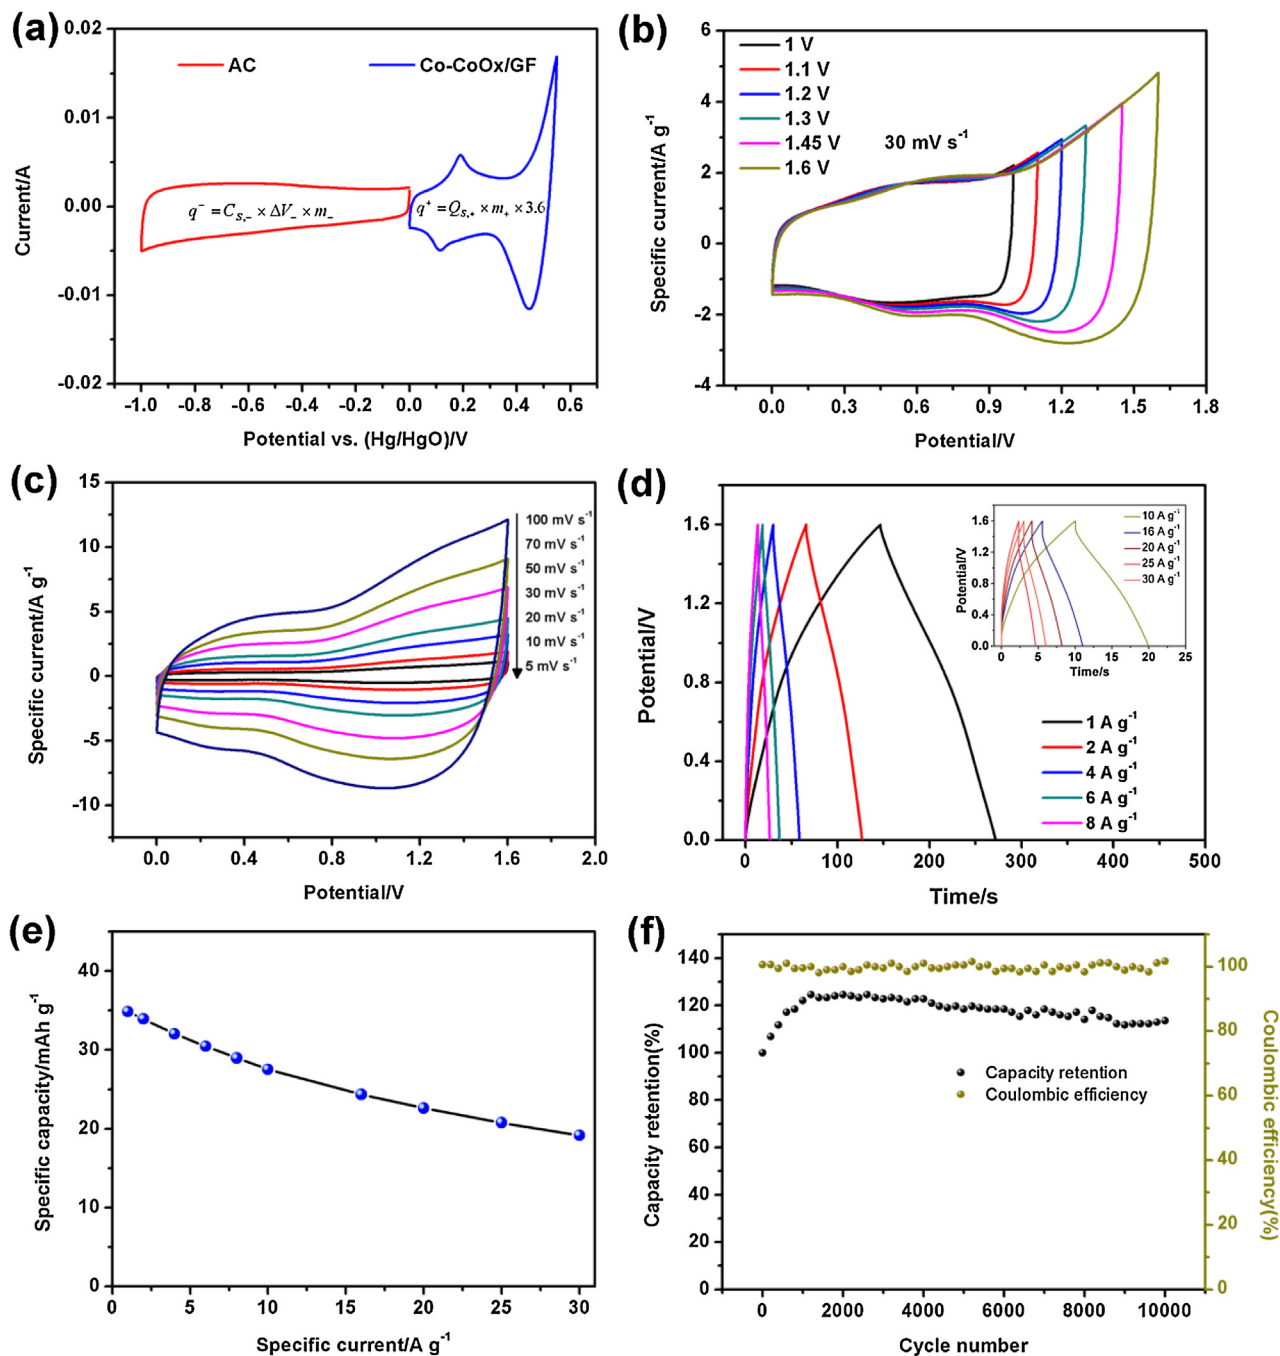 (a)
0.02
0.01
0.00
-0.01
-0.02
Current/A
AC
Co-CoOx/GF
q⁻ = C_{S,-} × ΔV_- × m_-
q⁺ = Q_{S,+} × m_+ × 3.6
-1.0 -0.8 -0.6 -0.4 -0.2 0.0 0.2 0.4 0.6
Potential vs. (Hg/HgO)/V
(b)
6
4
2
0
-2
-4
Specific current/A g⁻¹
1 V
1.1 V
1.2 V
1.3 V
1.45 V
1.6 V
30 mV s⁻¹
0.0 0.3 0.6 0.9 1.2 1.5 1.8
Potential/V
(c)
15
10
5
0
-5
-10
Specific current/A g⁻¹
100 mV s⁻¹
70 mV s⁻¹
50 mV s⁻¹
30 mV s⁻¹
20 mV s⁻¹
10 mV s⁻¹
5 mV s⁻¹
0.0 0.4 0.8 1.2 1.6 2.0
Potential/V
(d)
1.6
1.2
0.8
0.4
0.0
Potential/V
1.6
1.2
0.8
0.4
0.0
Potential/V
10 A g⁻¹
16 A g⁻¹
20 A g⁻¹
25 A g⁻¹
30 A g⁻¹
0 5 10 15 20 25
Time/s
1 A g⁻¹
2 A g⁻¹
4 A g⁻¹
6 A g⁻¹
8 A g⁻¹
0 100 200 300 400 500
Time/s
(e)
40
30
20
10
0
Specific capacity/mAh g⁻¹
0 5 10 15 20 25 30
Specific current/A g⁻¹
(f)
140
120
100
80
60
40
20
0
Capacity retention(%)
Capacity retention
Coulombic efficiency
100
80
60
40
20
0
Coulombic efficiency(%)
0 2000 4000 6000 8000 10000
Cycle number